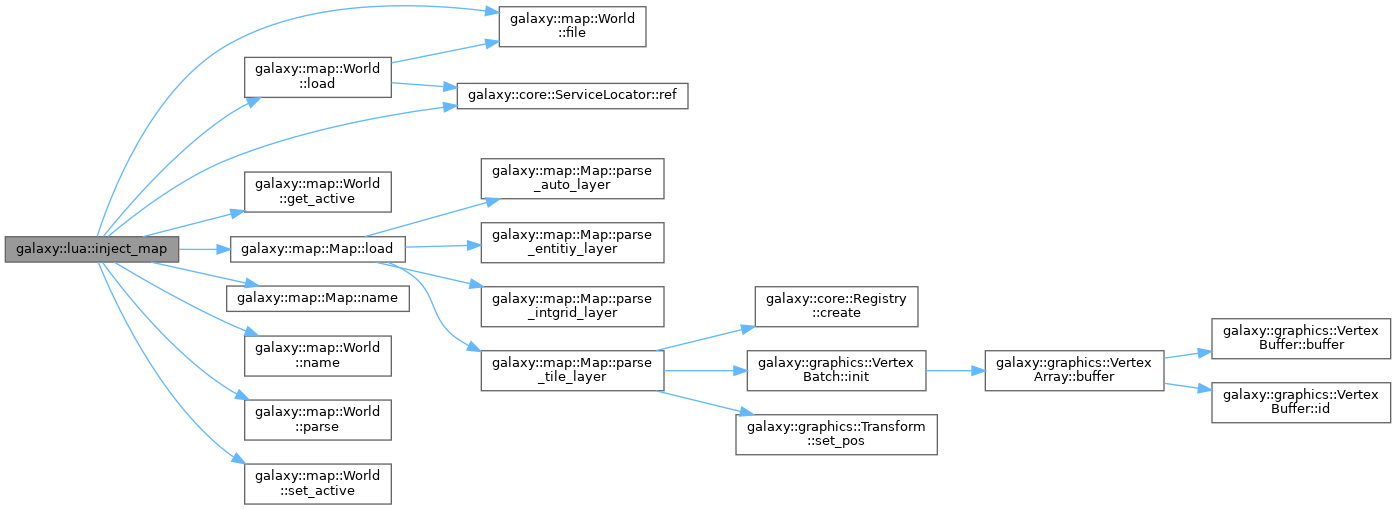 galaxy::lua::inject_map
galaxy::map::World
::file
galaxy::map::World
::load
galaxy::core::ServiceLocator::ref
galaxy::map::World
::get_active
galaxy::map::Map::load
galaxy::map::Map::parse
_auto_layer
galaxy::map::Map::parse
_entitiy_layer
galaxy::map::Map::parse
_intgrid_layer
galaxy::map::Map::parse
_tile_layer
galaxy::core::Registry
::create
galaxy::graphics::Vertex
Batch::init
galaxy::graphics::Vertex
Array::buffer
galaxy::graphics::Vertex
Buffer::buffer
galaxy::graphics::Vertex
Buffer::id
galaxy::graphics::Transform
::set_pos
galaxy::map::Map::name
galaxy::map::World
::name
galaxy::map::World
::parse
galaxy::map::World
::set_active